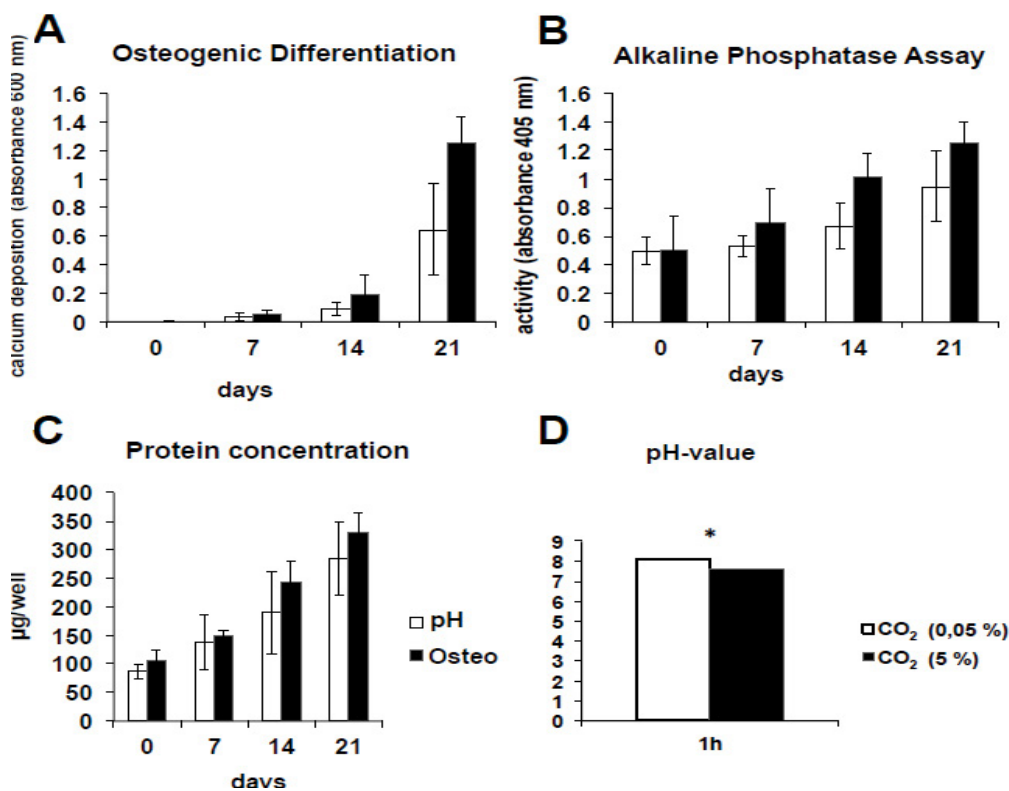 A
Osteogenic Differentiation
calcium deposition (absorbance 600 nm)
1.6
1.4
1.2
1
0.8
0.6
0.4
0.2
0
0 7 14 21
days
B
Alkaline Phosphatase Assay
activity (absorbance 405 nm)
1.6
1.4
1.2
1
0.8
0.6
0.4
0.2
0
0 7 14 21
days
C
Protein concentration
µg/well
400
350
300
250
200
150
100
50
0
0 7 14 21
days
pH
Osteo
D
pH-value
*
9
8
7
6
5
4
3
2
1
0
1h
CO₂ (0,05 %)
CO₂ (5 %)